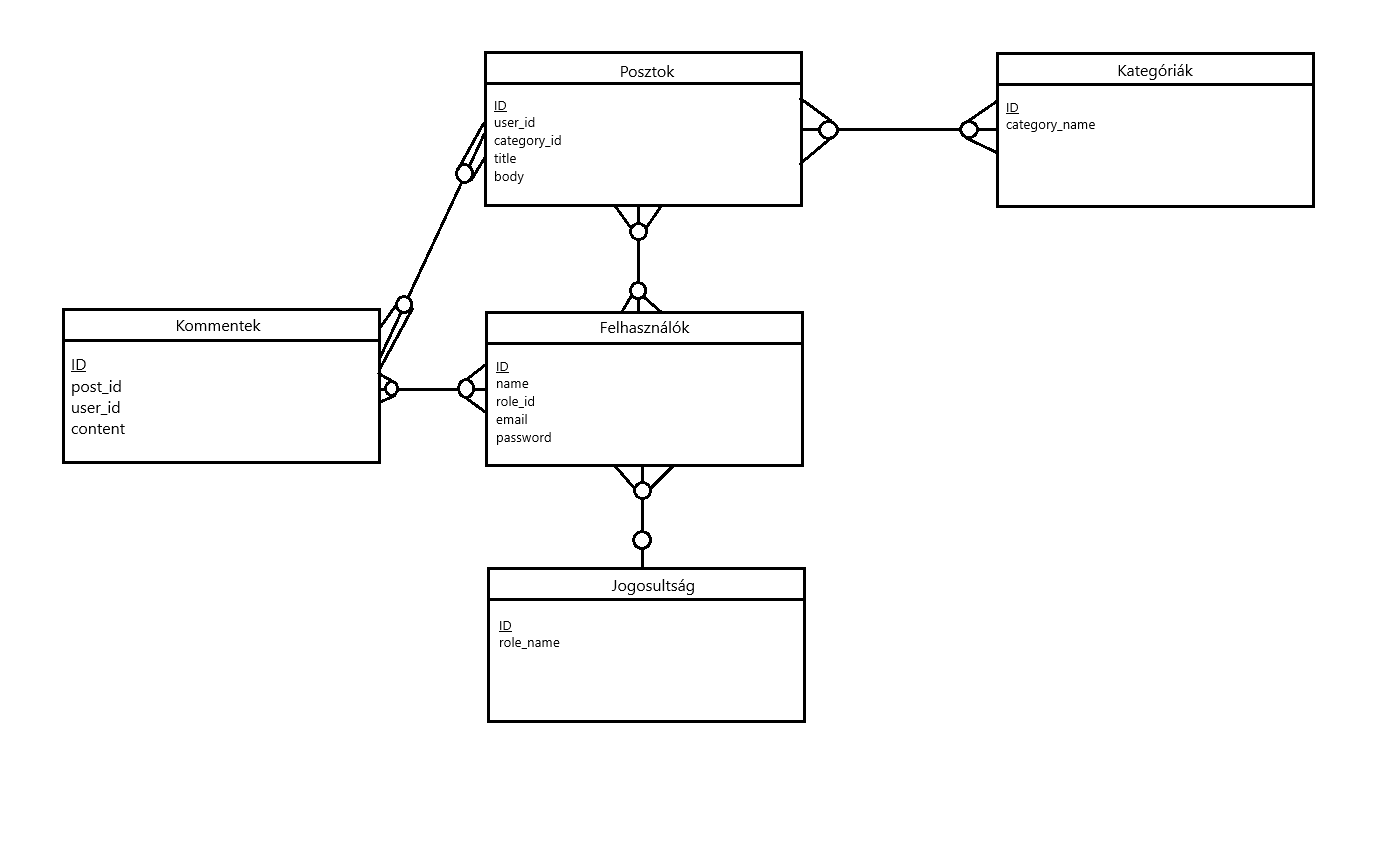 Posztok
ID
user_id
category_id
title
body
Kategóriák
ID
category_name
Kommentek
ID
post_id
user_id
content
Felhasználók
ID
name
role_id
email
password
Jogosultság
ID
role_name